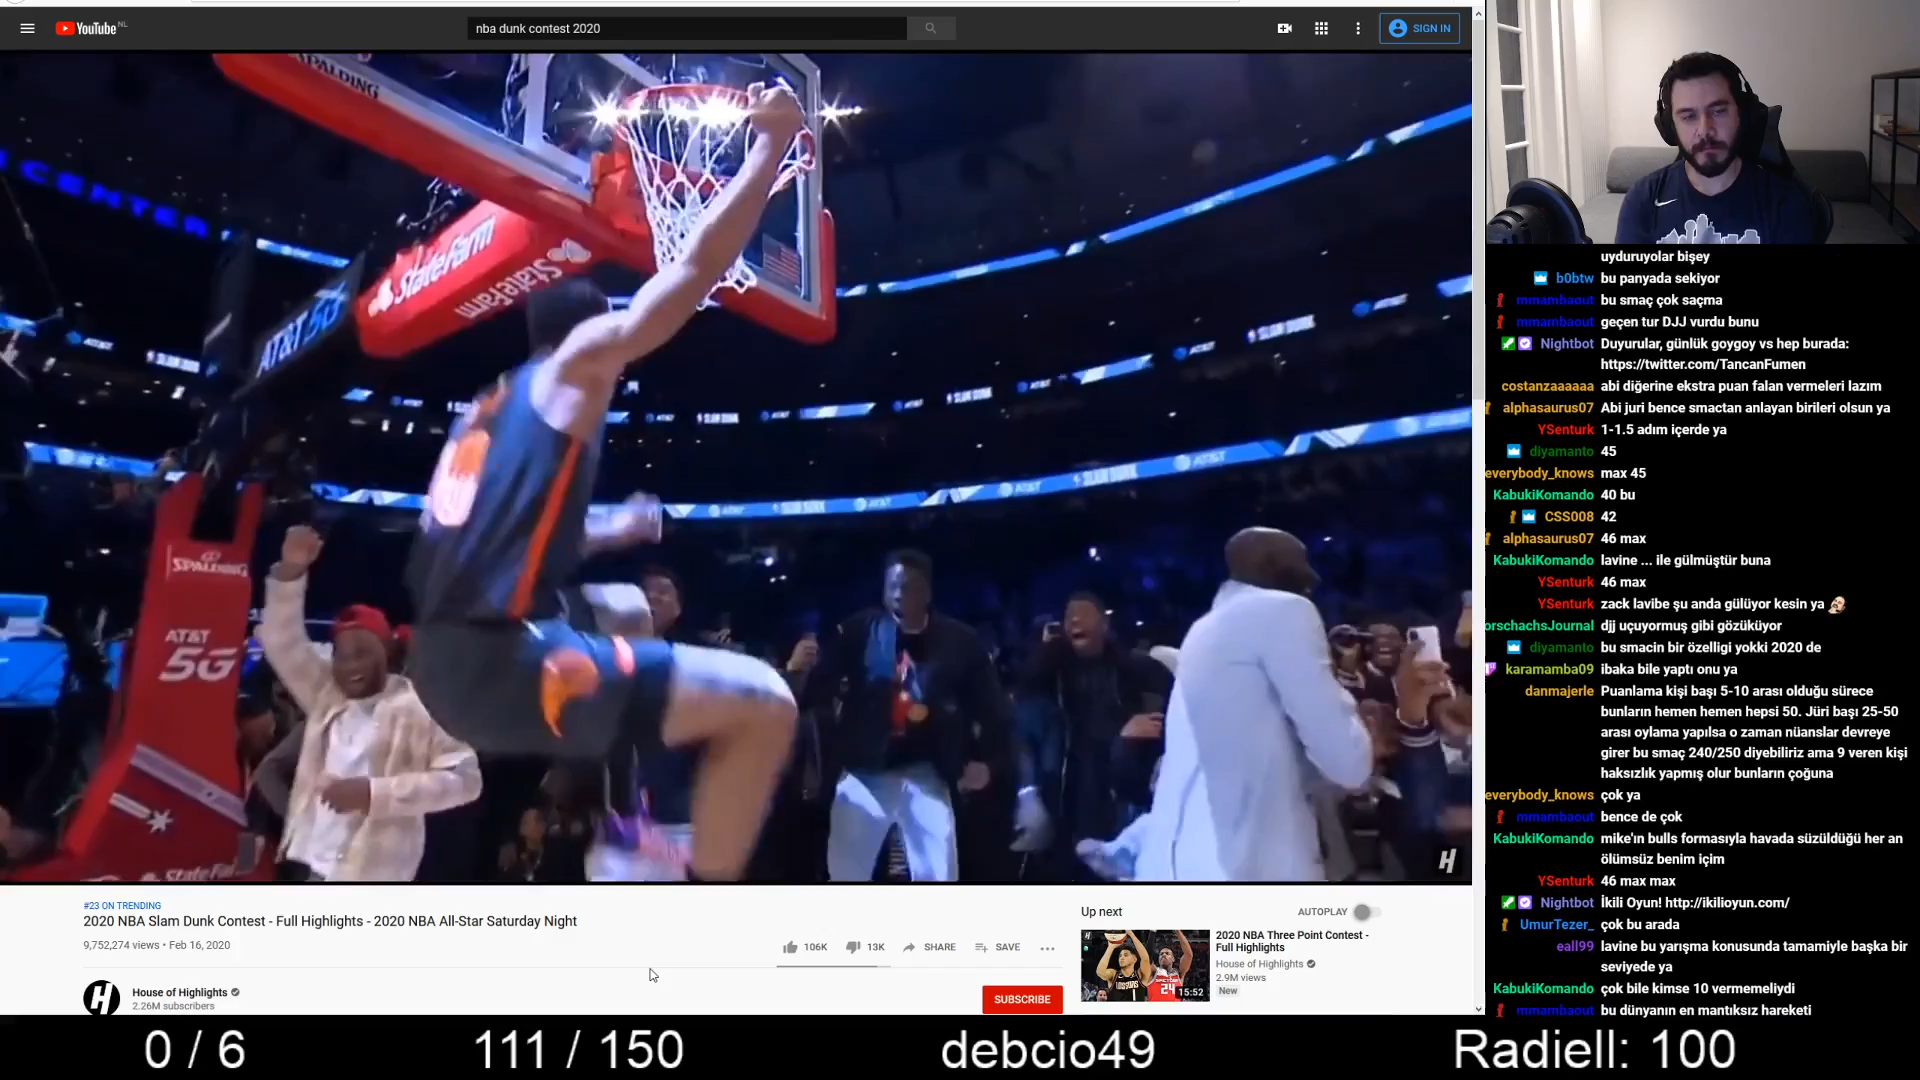 YouTube NL
nba dunk contest 2020
SIGN IN
SPALDING
CENTER
StateFarm
StateFarm
AT&T 5G
SLAM DUNK
AT&T
SPALDING
AT&T
5G
State Farm
#23 ON TRENDING
2020 NBA Slam Dunk Contest - Full Highlights - 2020 NBA All-Star Saturday Night
9,752,274 views • Feb 16, 2020
106K
13K
SHARE
SAVE
House of Highlights
2.26M subscribers
SUBSCRIBE
Up next
AUTOPLAY
2020 NBA Three Point Contest -
Full Highlights
House of Highlights
2.9M views
New
24
15:52
uyduruyolar bişey
b0btw bu panyada sekiyor
mmambaout bu smaç çok saçma
mmambaout geçen tur DJJ vurdu bunu
Nightbot Duyurular, günlük goygoy vs hep burada:
https://twitter.com/TancanFumen
costanzaaaaaa abi diğerine ekstra puan falan vermeleri lazım
alphasaurus07 Abi juri bence smactan anlayan birileri olsun ya
YSenturk 1-1.5 adım içerde ya
diyamanto 45
everybody_knows max 45
KabukiKomando 40 bu
CSS008 42
alphasaurus07 46 max
KabukiKomando lavine ... ile gülmüştür buna
YSenturk 46 max
YSenturk zack lavibe şu anda gülüyor kesin ya
orschachsJournal djj uçuyormuş gibi gözüküyor
diyamanto bu smacin bir özelligi yokki 2020 de
karamamba09 ibaka bile yaptı onu ya
danmajerle Puanlama kişi başı 5-10 arası olduğu sürece
bunların hemen hemen hepsi 50. Jüri başı 25-50
arası oylama yapılsa o zaman nüanslar devreye
girer bu smaç 240/250 diyebiliriz ama 9 veren kişi
haksızlık yapmış olur bunların çoğuna
everybody_knows çok ya
mmambaout bence de çok
KabukiKomando mike'ın bulls formasıyla havada süzüldüğü her an
ölümsüz benim için
YSenturk 46 max max
Nightbot İkili Oyun! http://ikilioyun.com/
UmurTezer_ çok bu arada
eall99 lavine bu yarışma konusunda tamamiyle başka bir
seviyede ya
KabukiKomando çok bile kimse 10 vermemeliydi
mmambaout bu dünyanın en mantıksız hareketi
0 / 6
111 / 150
debcio49
Radiell: 100